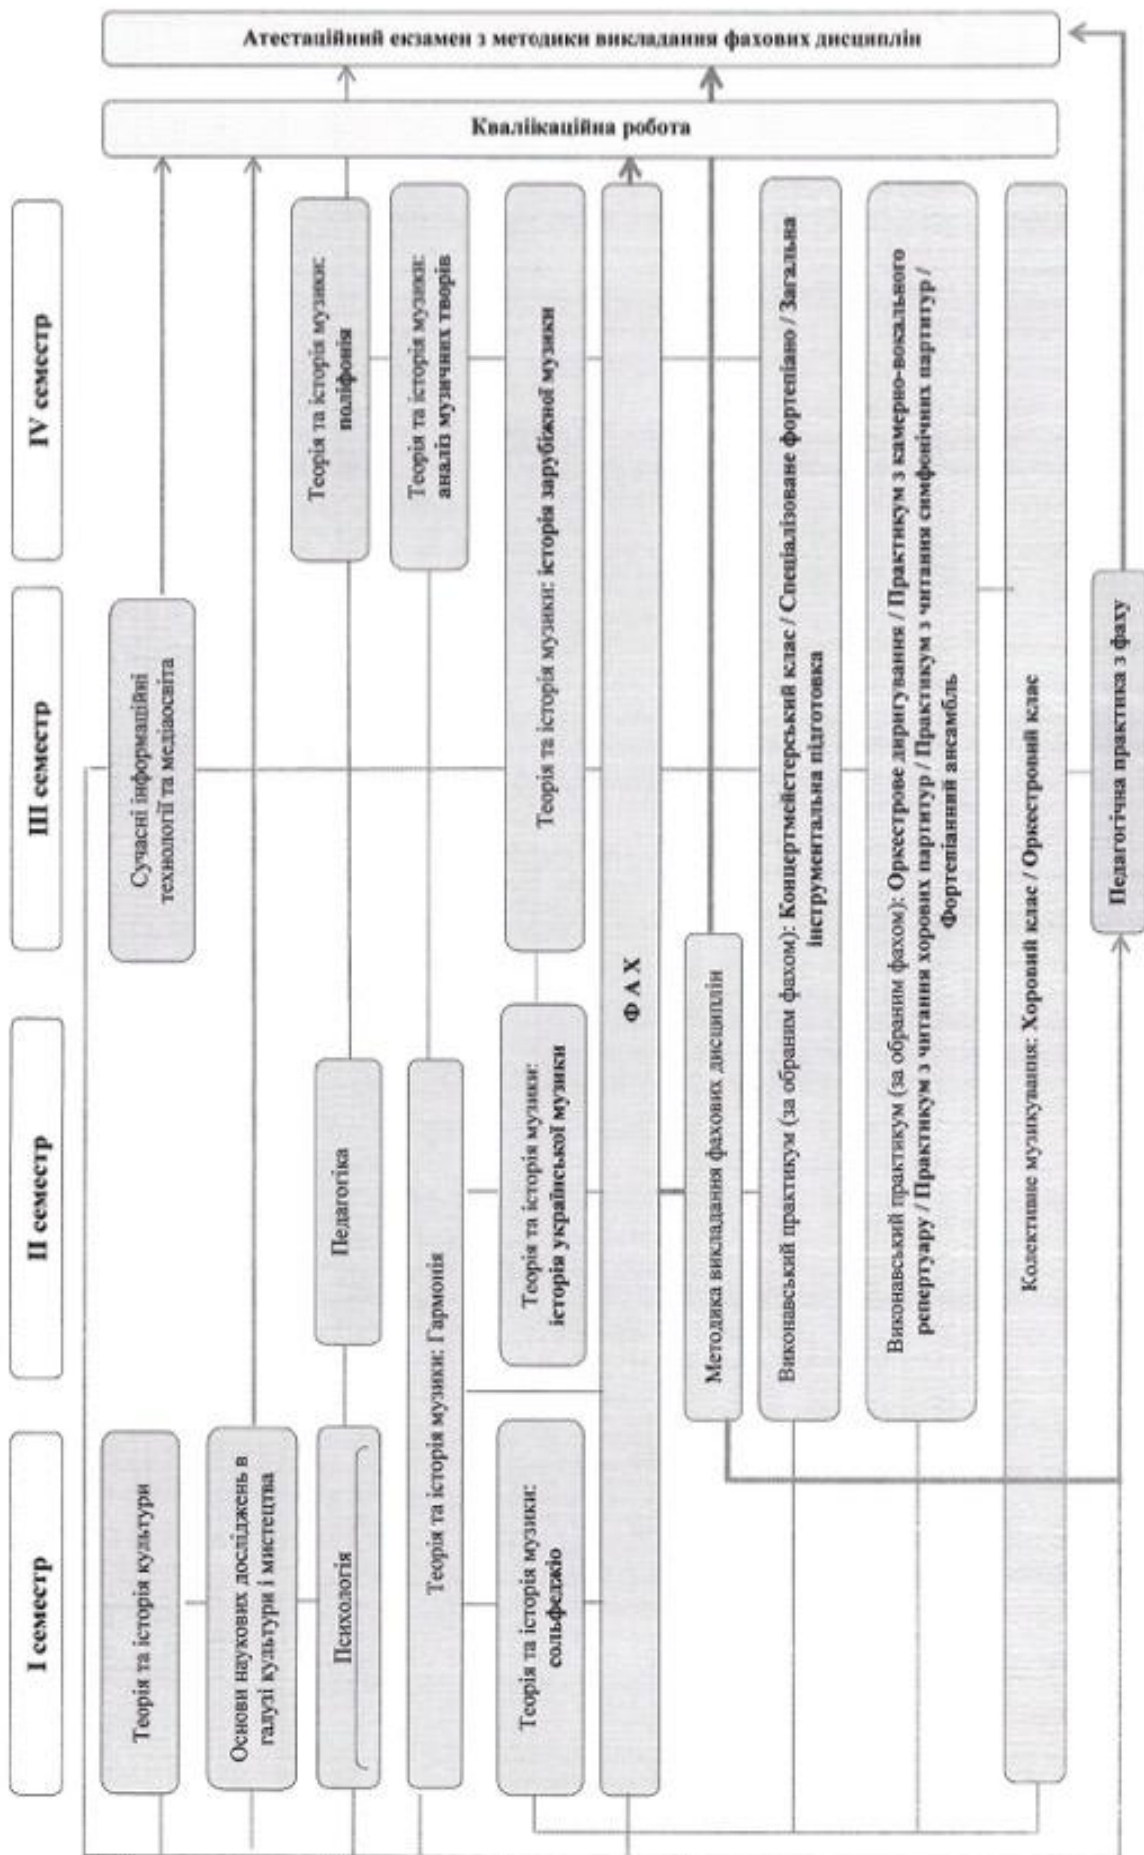 Атестаційний екзамен з методики викладання фахових дисциплін
Кваліікаційна робота
I семестр
II семестр
III семестр
IV семестр
Теорія та історія культури
Сучасні інформаційні
технології та медіаосвіта
Основи наукових досліджень в
галузі культури і мистецтва
Психологія
Педагогіка
Теорія та історія музики:
поліфонія
Теорія та історія музики: Гармонія
Теорія та історія музики:
аналіз музичних творів
Теорія та історія музики:
сольфеджіо
Теорія та історія музики:
історія української музики
Теорія та історія музики: історія зарубіжної музики
Ф А Х
Методика викладання фахових дисциплін
Виконавський практикум (за обраним фахом): Концертмейстерський клас / Спеціалізоване фортепіано / Загальна
інструментальна підготовка
Виконавський практикум (за обраним фахом): Оркестрове диригування / Практикум з камерно-вокального
репертуару / Практикум з читання хорових партитур / Практикум з читання симфонічних партитур /
Фортепіанний ансамбль
Колективне музикування: Хоровий клас / Оркестровий клас
Педагогічна практика з фаху